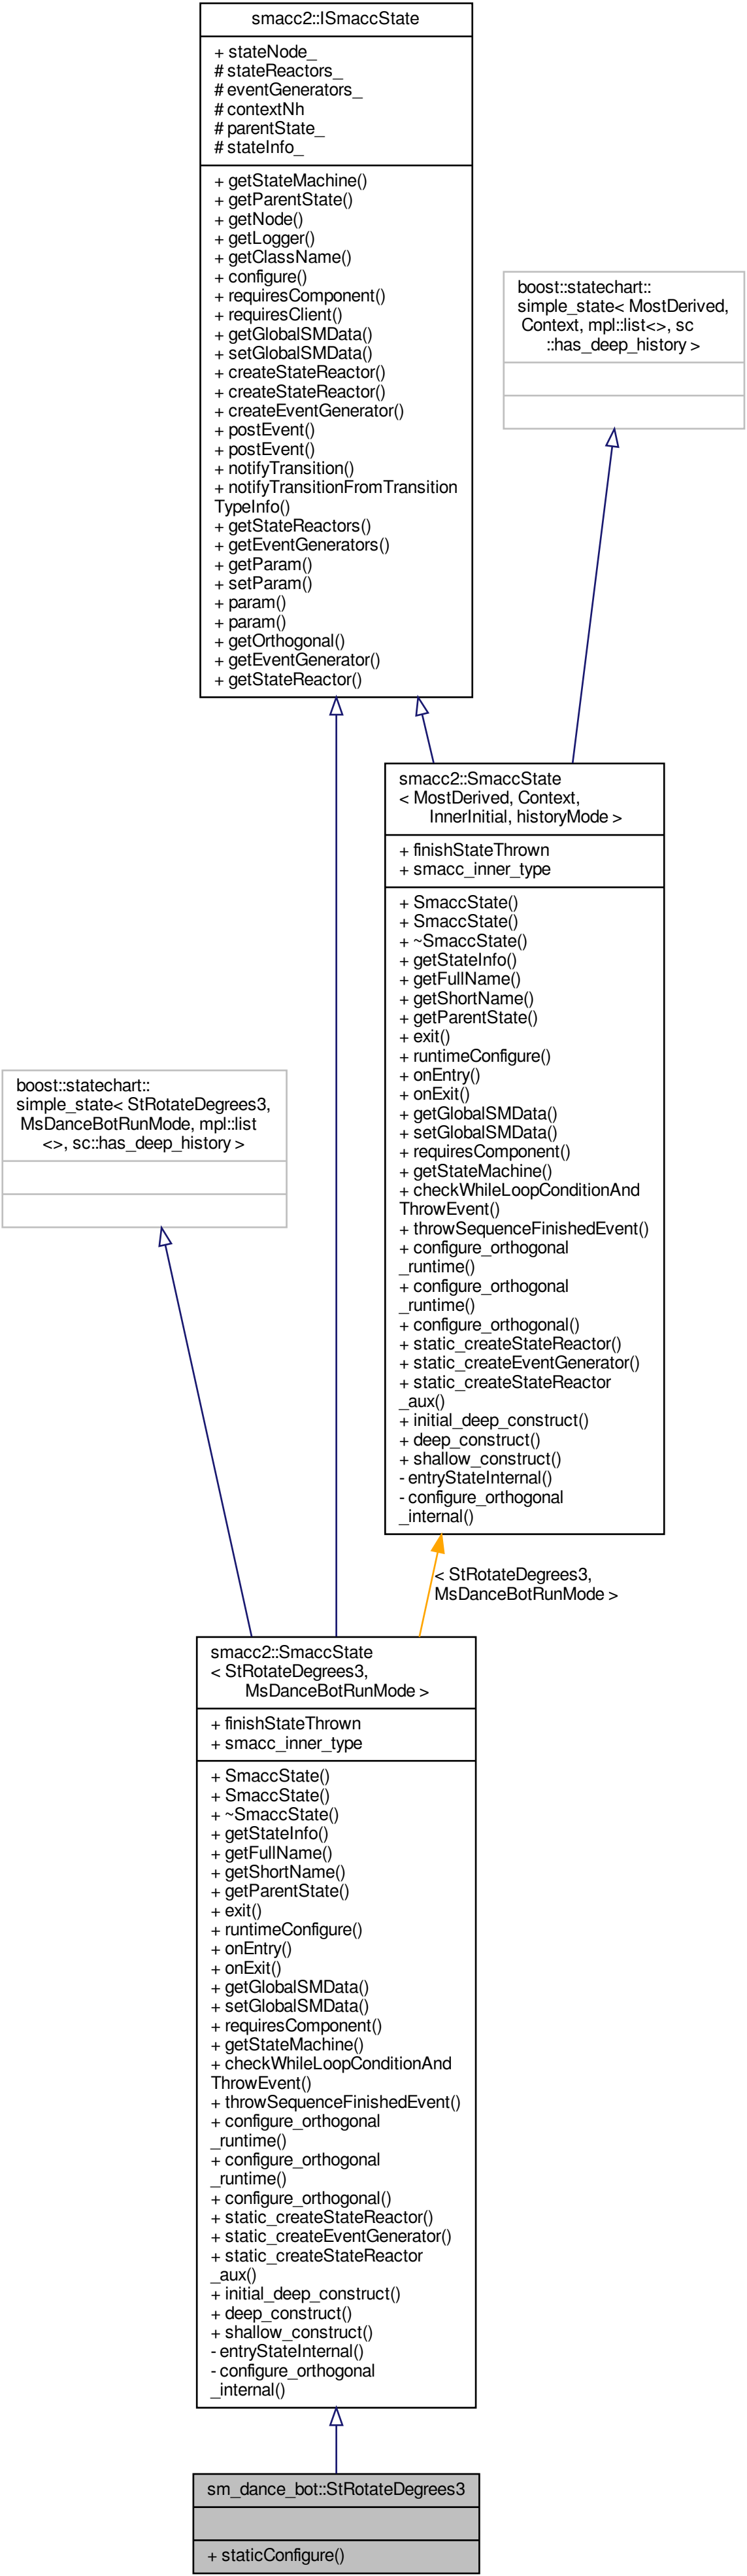 smacc2::ISmaccState
+ stateNode_
# stateReactors_
# eventGenerators_
# contextNh
# parentState_
# stateInfo_
+ getStateMachine()
+ getParentState()
+ getNode()
+ getLogger()
+ getClassName()
+ configure()
+ requiresComponent()
+ requiresClient()
+ getGlobalSMData()
+ setGlobalSMData()
+ createStateReactor()
+ createStateReactor()
+ createEventGenerator()
+ postEvent()
+ postEvent()
+ notifyTransition()
+ notifyTransitionFromTransition
TypeInfo()
+ getStateReactors()
+ getEventGenerators()
+ getParam()
+ setParam()
+ param()
+ param()
+ getOrthogonal()
+ getEventGenerator()
+ getStateReactor()
boost::statechart::
simple_state< MostDerived,
Context, mpl::list<>, sc
::has_deep_history >
smacc2::SmaccState
< MostDerived, Context,
InnerInitial, historyMode >
+ finishStateThrown
+ smacc_inner_type
+ SmaccState()
+ SmaccState()
+ ~SmaccState()
+ getStateInfo()
+ getFullName()
+ getShortName()
+ getParentState()
+ exit()
+ runtimeConfigure()
+ onEntry()
+ onExit()
+ getGlobalSMData()
+ setGlobalSMData()
+ requiresComponent()
+ getStateMachine()
+ checkWhileLoopConditionAnd
ThrowEvent()
+ throwSequenceFinishedEvent()
+ configure_orthogonal
_runtime()
+ configure_orthogonal
_runtime()
+ configure_orthogonal()
+ static_createStateReactor()
+ static_createEventGenerator()
+ static_createStateReactor
_aux()
+ initial_deep_construct()
+ deep_construct()
+ shallow_construct()
- entryStateInternal()
- configure_orthogonal
_internal()
boost::statechart::
simple_state< StRotateDegrees3,
MsDanceBotRunMode, mpl::list
<>, sc::has_deep_history >
< StRotateDegrees3,
MsDanceBotRunMode >
smacc2::SmaccState
< StRotateDegrees3,
MsDanceBotRunMode >
+ finishStateThrown
+ smacc_inner_type
+ SmaccState()
+ SmaccState()
+ ~SmaccState()
+ getStateInfo()
+ getFullName()
+ getShortName()
+ getParentState()
+ exit()
+ runtimeConfigure()
+ onEntry()
+ onExit()
+ getGlobalSMData()
+ setGlobalSMData()
+ requiresComponent()
+ getStateMachine()
+ checkWhileLoopConditionAnd
ThrowEvent()
+ throwSequenceFinishedEvent()
+ configure_orthogonal
_runtime()
+ configure_orthogonal
_runtime()
+ configure_orthogonal()
+ static_createStateReactor()
+ static_createEventGenerator()
+ static_createStateReactor
_aux()
+ initial_deep_construct()
+ deep_construct()
+ shallow_construct()
- entryStateInternal()
- configure_orthogonal
_internal()
sm_dance_bot::StRotateDegrees3
+ staticConfigure()